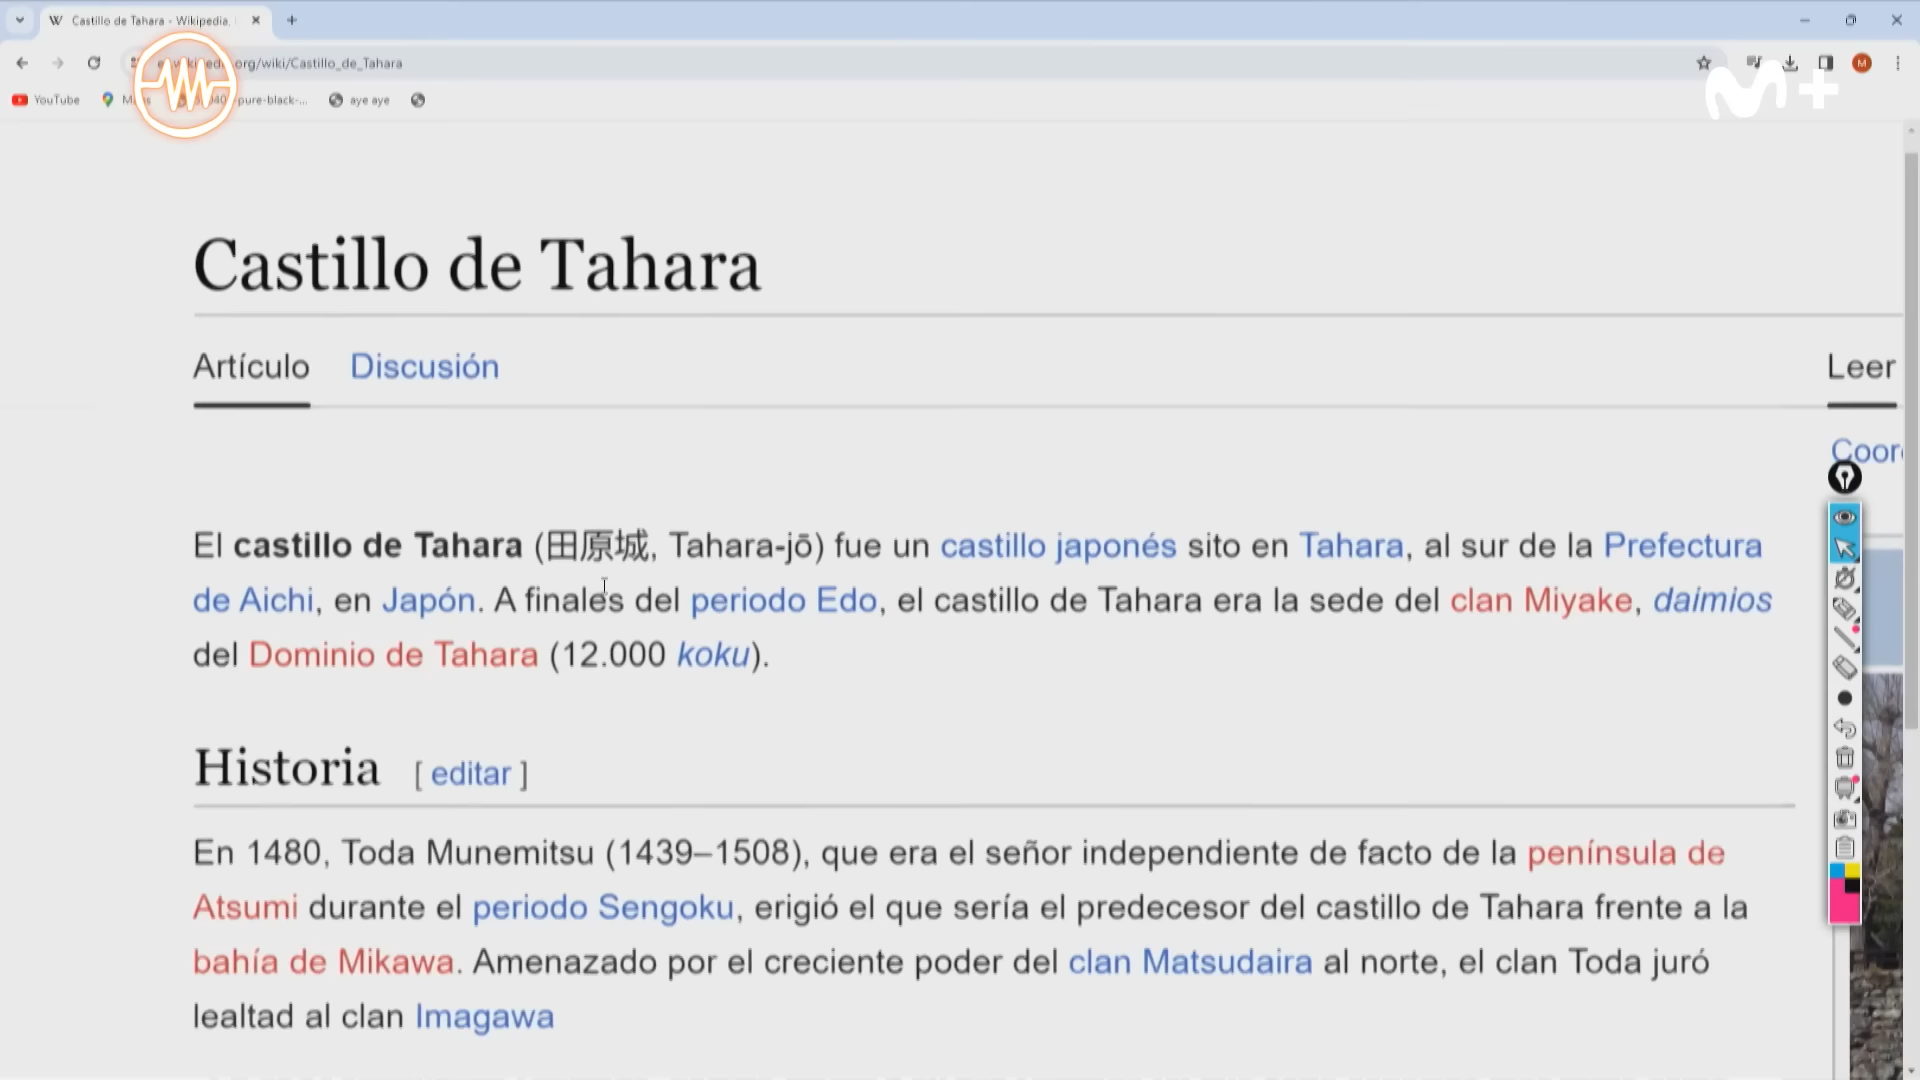 Castillo de Tahara - Wikipedia,
org/wiki/Castillo_de_Tahara
M
YouTube
pure-black-...
aye aye
M+
Castillo de Tahara
Artículo
Discusión
Leer
Coor
El castillo de Tahara (田原城, Tahara-jō) fue un castillo japonés sito en Tahara, al sur de la Prefectura
de Aichi, en Japón. A finales del periodo Edo, el castillo de Tahara era la sede del clan Miyake, daimios
del Dominio de Tahara (12.000 koku).
Historia [ editar ]
En 1480, Toda Munemitsu (1439–1508), que era el señor independiente de facto de la península de
Atsumi durante el periodo Sengoku, erigió el que sería el predecesor del castillo de Tahara frente a la
bahía de Mikawa. Amenazado por el creciente poder del clan Matsudaira al norte, el clan Toda juró
lealtad al clan Imagawa